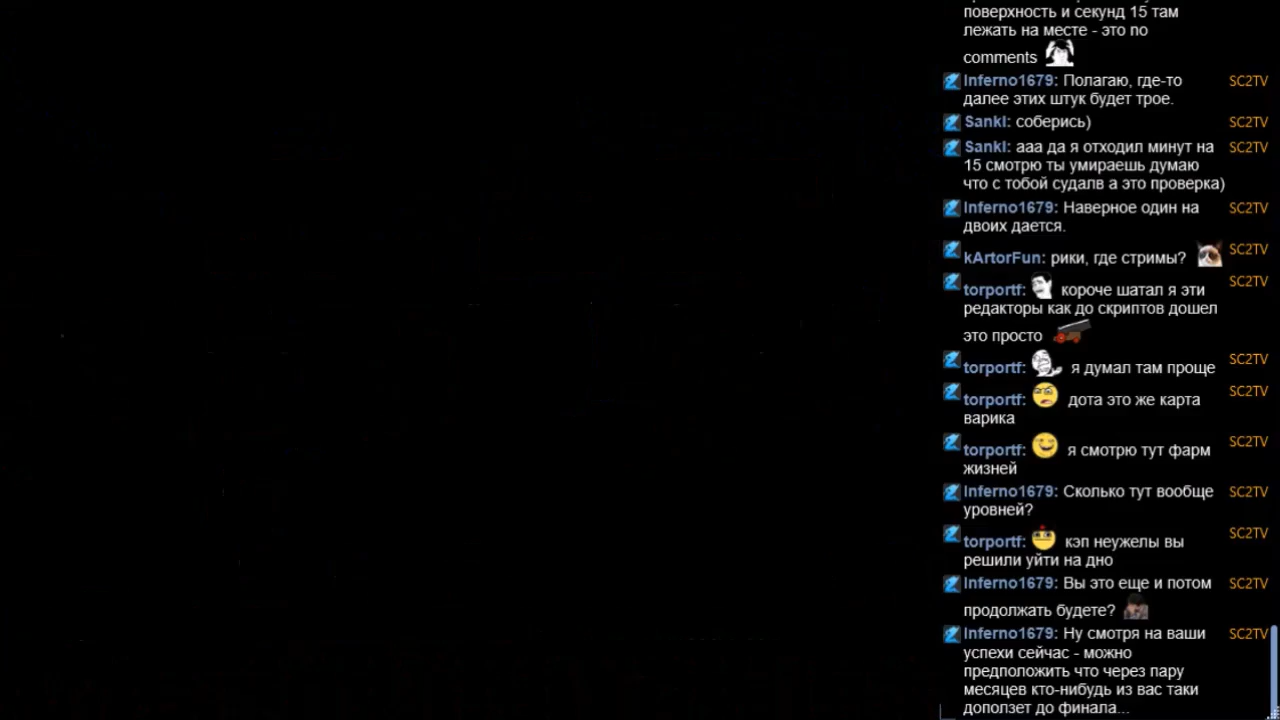 поверхность и секунд 15 там
лежать на месте - это no
comments
Inferno1679: Полагаю, где-то SC2TV
далее этих штук будет трое.
Sankl: соберись) SC2TV
Sankl: ааа да я отходил минут на SC2TV
15 смотрю ты умираешь думаю
что с тобой судалв а это проверка)
Inferno1679: Наверное один на SC2TV
двоих дается.
kArtorFun: рики, где стримы? SC2TV
torportf: короче шатал я эти SC2TV
редакторы как до скриптов дошел
это просто
torportf: я думал там проще SC2TV
torportf: дота это же карта SC2TV
варика
torportf: я смотрю тут фарм SC2TV
жизней
Inferno1679: Сколько тут вообще SC2TV
уровней?
torportf: кэп неужелы вы SC2TV
решили уйти на дно
Inferno1679: Вы это еще и потом SC2TV
продолжать будете?
Inferno1679: Ну смотря на ваши SC2TV
успехи сейчас - можно
предположить что через пару
месяцев кто-нибудь из вас таки
доползет до финала...